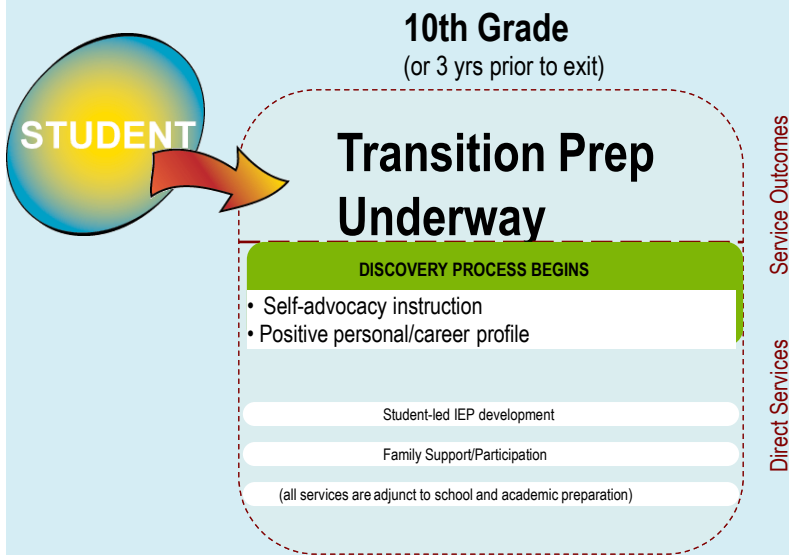 10th Grade
(or 3 yrs prior to exit)
STUDENT
Transition Prep
Underway
Service Outcomes
DISCOVERY PROCESS BEGINS
• Self-advocacy instruction
• Positive personal/career profile
Direct Services
Student-led IEP development
Family Support/Participation
(all services are adjunct to school and academic preparation)